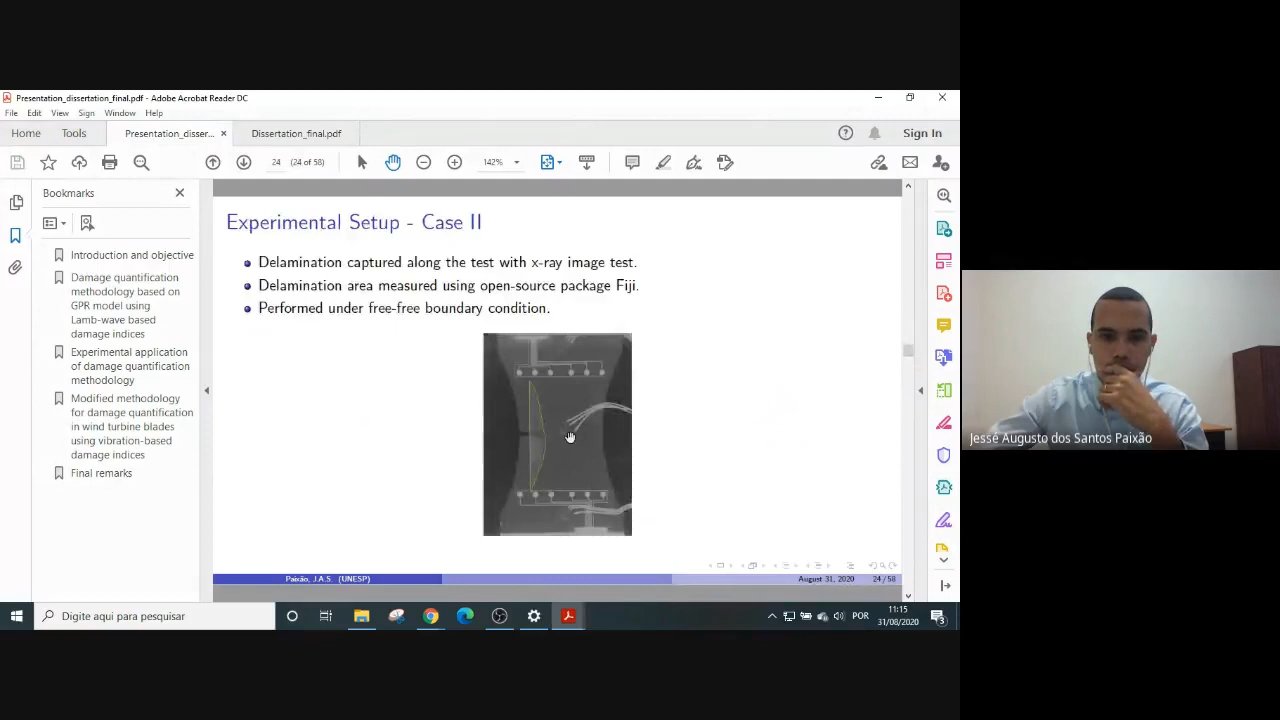 Presentation_dissertation_final.pdf - Adobe Acrobat Reader DC
File Edit View Sign Window Help
Home Tools Presentation_disser... × Dissertation_final.pdf Sign In
24 (24 of 58) 142%
Bookmarks
Introduction and objective
Damage quantification
methodology based on
GPR model using
Lamb-wave based
damage indices
Experimental application
of damage quantification
methodology
Modified methodology
for damage quantification
in wind turbine blades
using vibration-based
damage indices
Final remarks
Experimental Setup - Case II
Delamination captured along the test with x-ray image test.
Delamination area measured using open-source package Fiji.
Performed under free-free boundary condition.
Paixão, J.A.S. (UNESP) August 31, 2020 24 / 58
Jessé Augusto dos Santos Paixão
Digite aqui para pesquisar
POR
11:15
31/08/2020
3